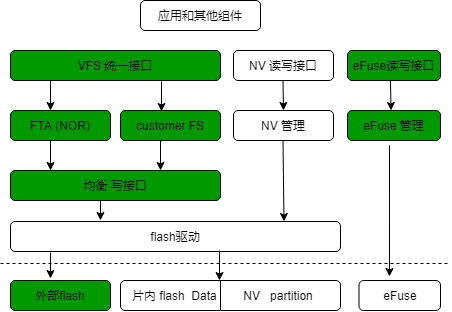 应用和其他组件
VFS 统一接口
NV 读写接口
eFuse读写接口
FTA (NOR)
customer FS
NV 管理
eFuse 管理
均衡 写接口
flash驱动
外部flash
片内 flash Data
NV partition
eFuse